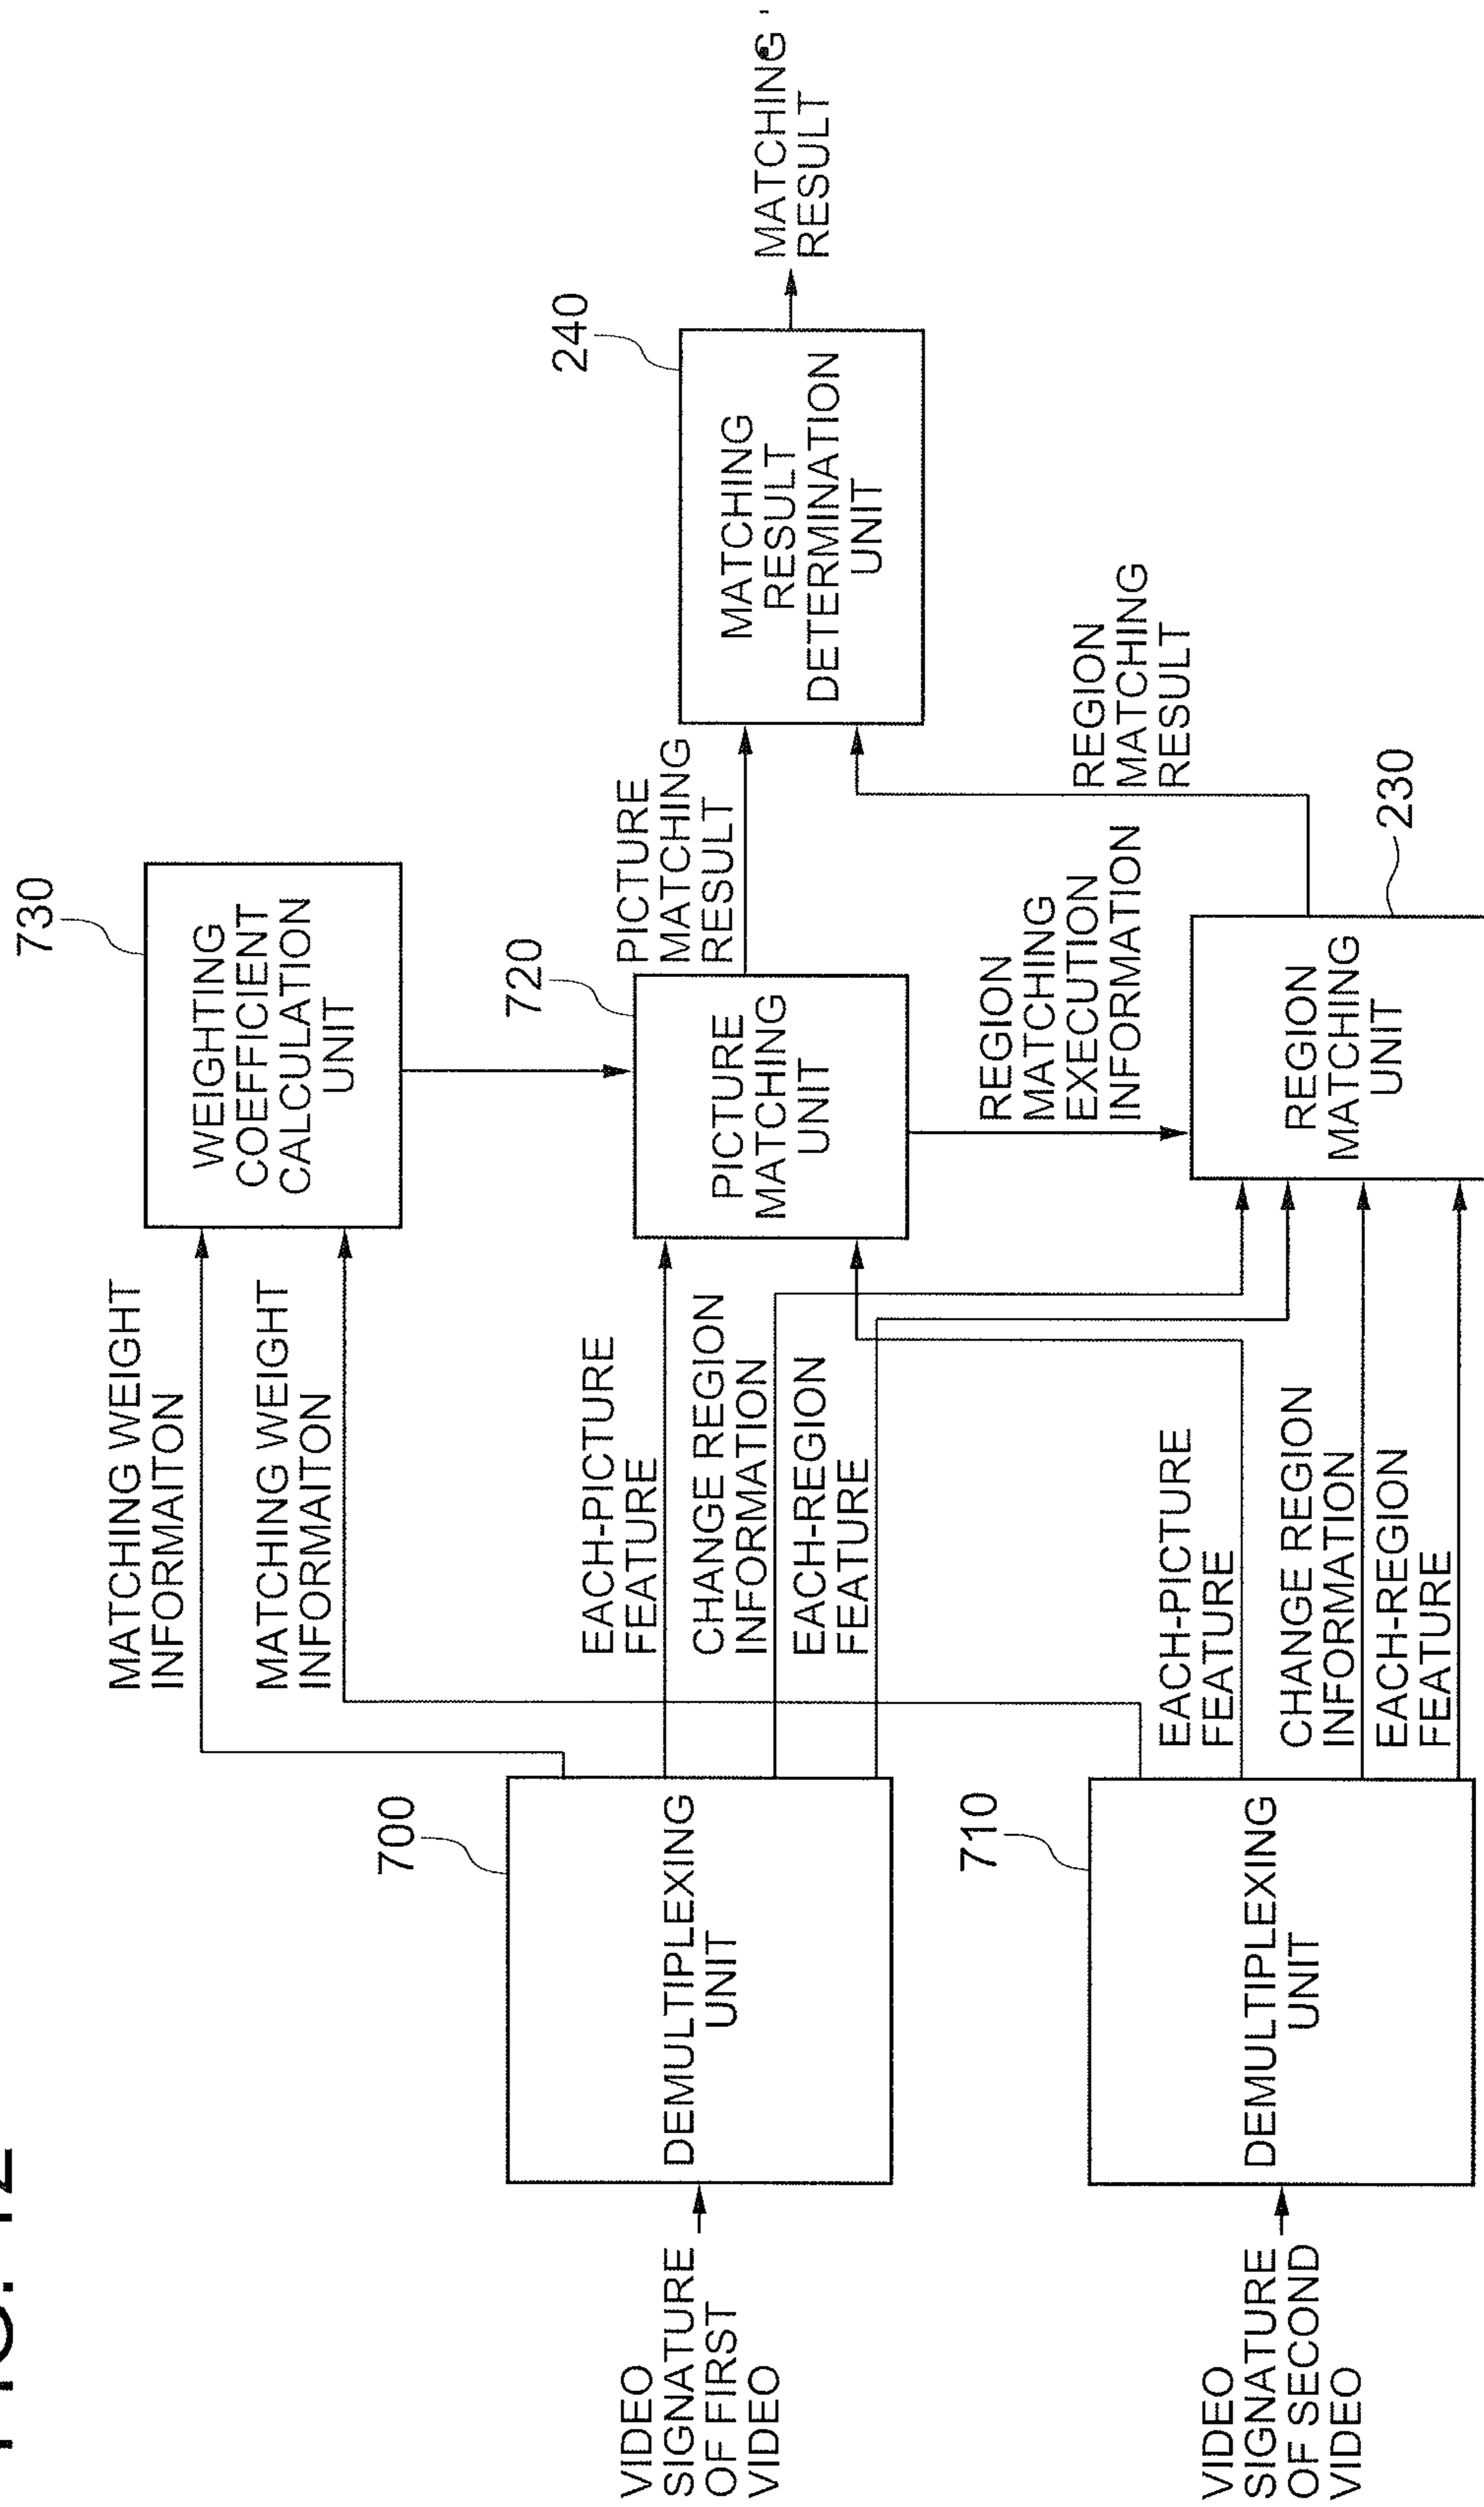 FIG. 12
730
WEIGHTING
COEFFICIENT
CALCULATION
UNIT
MATCHING WEIGHT
INFORMAITON
MATCHING WEIGHT
INFORMAITON
700
DEMULTIPLEXING
UNIT
VIDEO
SIGNATURE
OF FIRST
VIDEO
EACH-PICTURE
FEATURE
CHANGE REGION
INFORMATION
EACH-REGION
FEATURE
720
PICTURE
MATCHING
UNIT
PICTURE
MATCHING
RESULT
240
MATCHING
RESULT
DETERMINATION
UNIT
MATCHING
RESULT
710
DEMULTIPLEXING
UNIT
VIDEO
SIGNATURE
OF SECOND
VIDEO
EACH-PICTURE
FEATURE
CHANGE REGION
INFORMATION
EACH-REGION
FEATURE
REGION
MATCHING
EXECUTION
INFORMATION
REGION
MATCHING
UNIT
230
REGION
MATCHING
RESULT